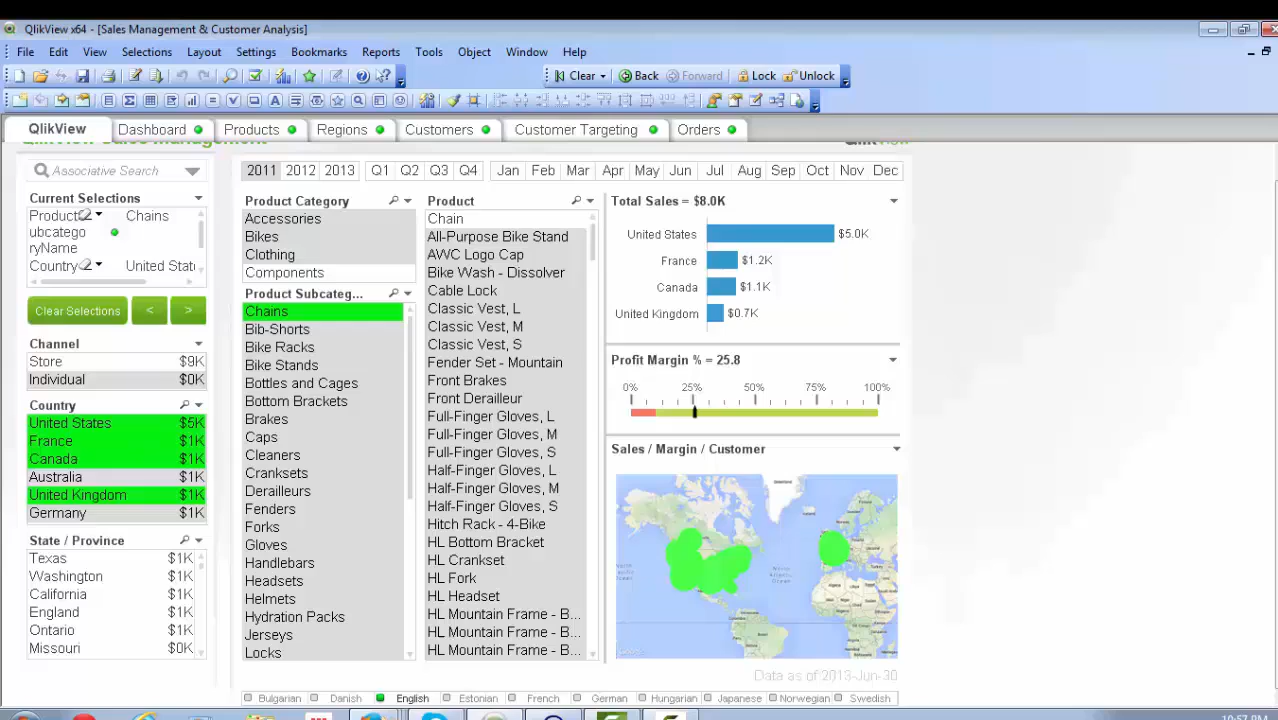 QlikView x64 - [Sales Management & Customer Analysis]
File Edit View Selections Layout Settings Bookmarks Reports Tools Object Window Help
Clear Back Forward Lock Unlock
QlikView Dashboard Products Regions Customers Customer Targeting Orders
Associative Search
2011 2012 2013 Q1 Q2 Q3 Q4 Jan Feb Mar Apr May Jun Jul Aug Sep Oct Nov Dec
Current Selections
Product
ubcatego
ryName
Chains
Country
United Stat
Clear Selections < >
Channel
Store $9K
Individual $0K
Country
United States $5K
France $1K
Canada $1K
Australia $1K
United Kingdom $1K
Germany $1K
State / Province
Texas $1K
Washington $1K
California $1K
England $1K
Ontario $1K
Missouri $0K
Product Category
Accessories
Bikes
Clothing
Components
Product Subcateg...
Chains
Bib-Shorts
Bike Racks
Bike Stands
Bottles and Cages
Bottom Brackets
Brakes
Caps
Cleaners
Cranksets
Derailleurs
Fenders
Forks
Gloves
Handlebars
Headsets
Helmets
Hydration Packs
Jerseys
Locks
Product
Chain
All-Purpose Bike Stand
AWC Logo Cap
Bike Wash - Dissolver
Cable Lock
Classic Vest, L
Classic Vest, M
Classic Vest, S
Fender Set - Mountain
Front Brakes
Front Derailleur
Full-Finger Gloves, L
Full-Finger Gloves, M
Full-Finger Gloves, S
Half-Finger Gloves, L
Half-Finger Gloves, M
Half-Finger Gloves, S
Hitch Rack - 4-Bike
HL Bottom Bracket
HL Crankset
HL Fork
HL Headset
HL Mountain Frame - B...
HL Mountain Frame - B...
HL Mountain Frame - B...
Total Sales = $8.0K
United States $5.0K
France $1.2K
Canada $1.1K
United Kingdom $0.7K
Profit Margin % = 25.8
0% 25% 50% 75% 100%
Sales / Margin / Customer
Data as of 2013-Jun-30
Bulgarian Danish English Estonian French German Hungarian Japanese Norwegian Swedish